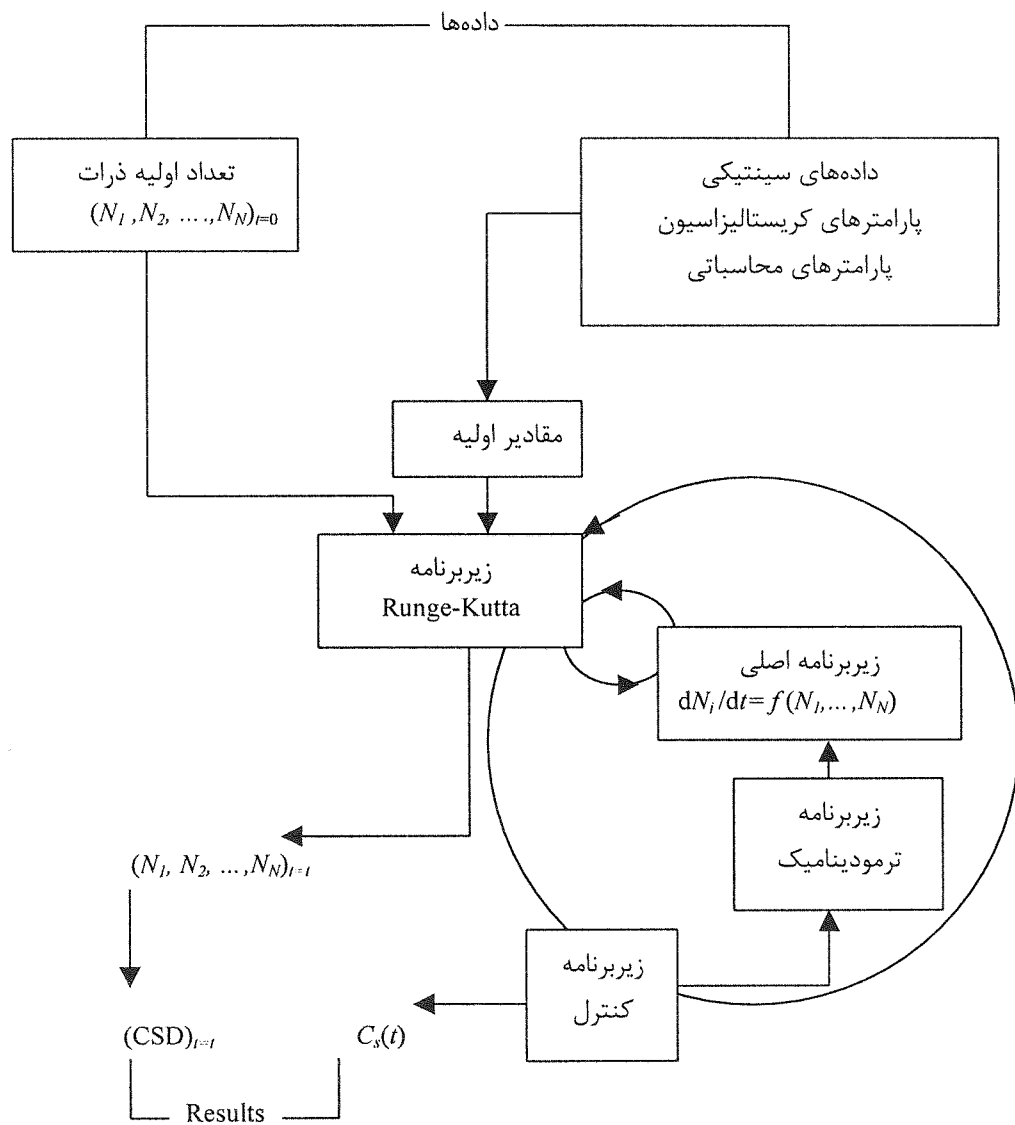 داده‌ها
تعداد اولیه ذرات
(N1 ,N2, ....,NN)t=0
داده‌های سینتیکی
پارامترهای کریستالیزاسیون
پارامترهای محاسباتی
مقادیر اولیه
زیربرنامه
Runge-Kutta
زیربرنامه اصلی
dNi/dt=f(N1,...,NN)
زیربرنامه
ترمودینامیک
(N1, N2, ...,NN)t=t
زیربرنامه
کنترل
(CSD)t=t
Cs(t)
Results